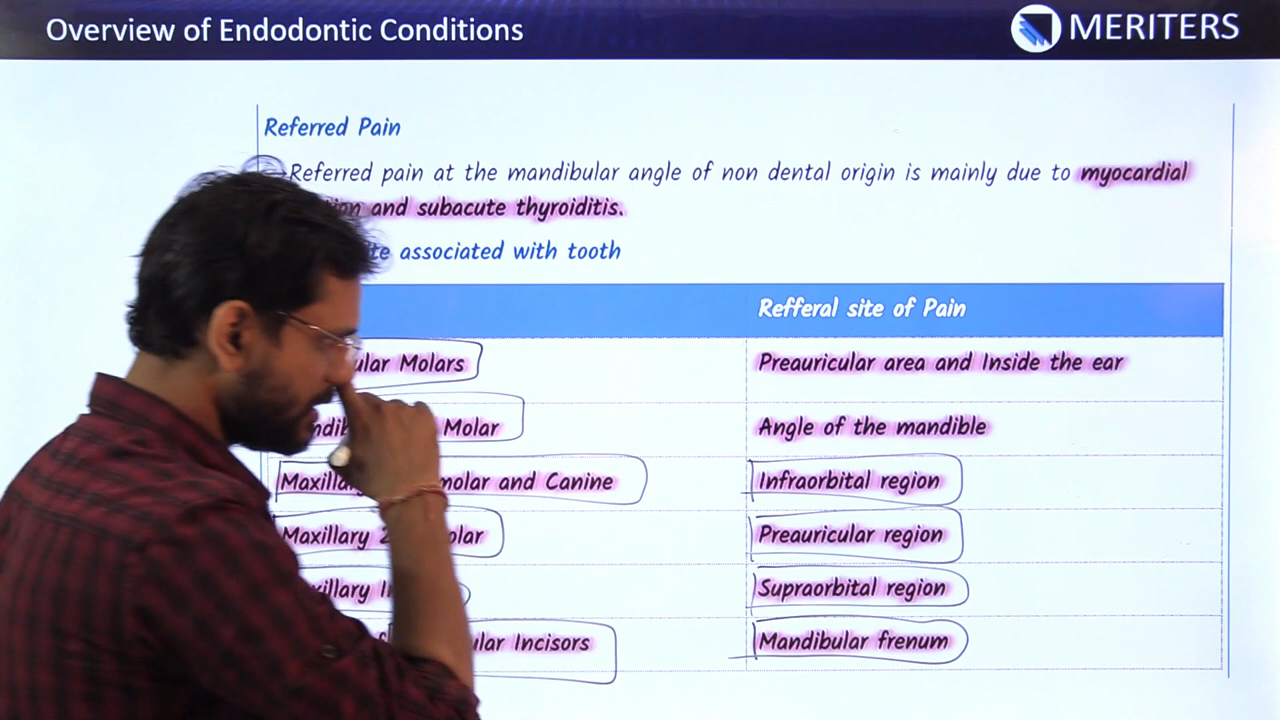 Overview of Endodontic Conditions
MERITERS
Referred Pain
Referred pain at the mandibular angle of non dental origin is mainly due to myocardial
and subacute thyroiditis.
associated with tooth
Refferal site of Pain
Molars
Preauricular area and Inside the ear
Molar
Angle of the mandible
and Canine
Infraorbital region
Maxillary
Preauricular region
Supraorbital region
Incisors
Mandibular frenum